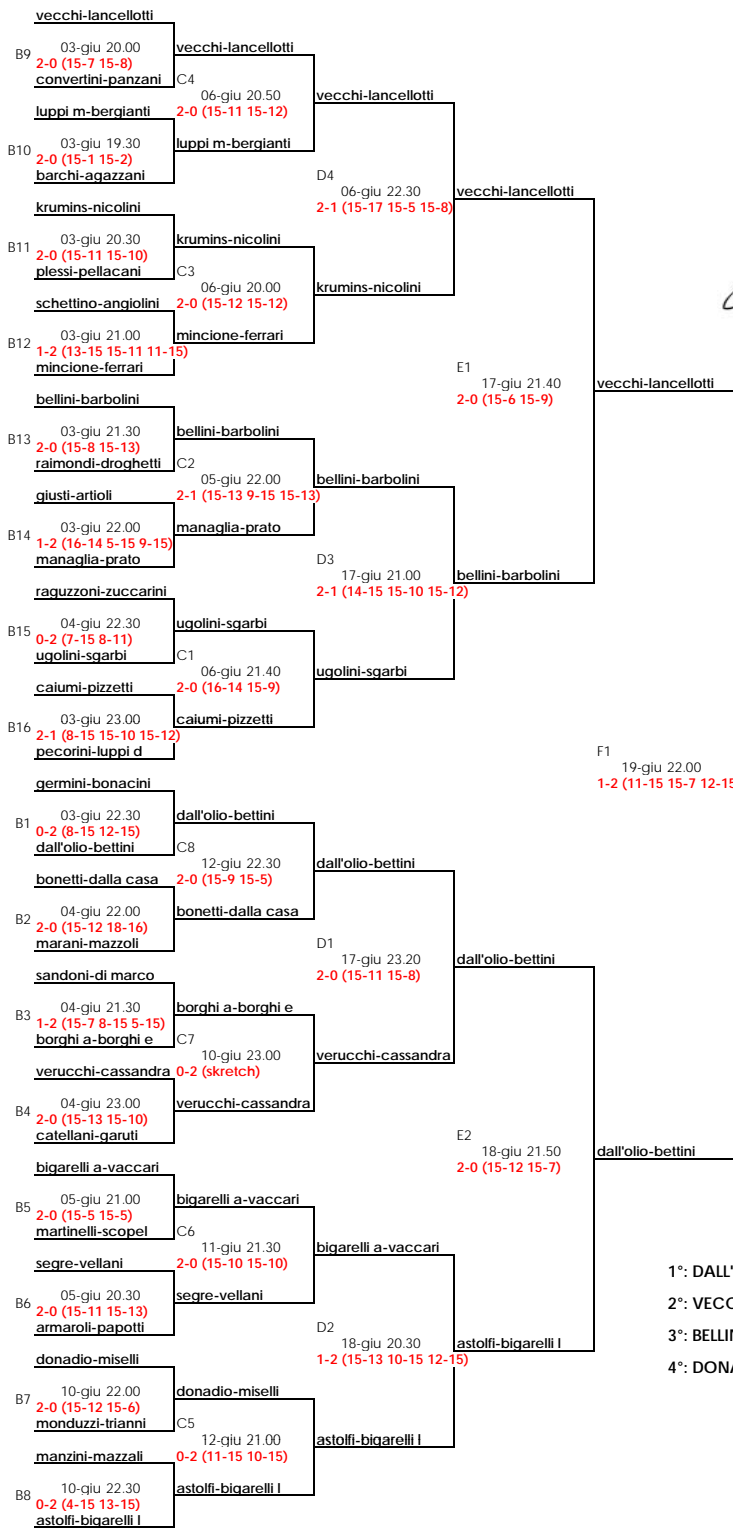 vecchi-lancellotti
B9
03-giu 20.00
2-0 (15-7 15-8)
vecchi-lancellotti
convertini-panzani
C4
06-giu 20.50
2-0 (15-11 15-12)
vecchi-lancellotti
luppi m-bergianti
B10
03-giu 19.30
2-0 (15-1 15-2)
luppi m-bergianti
barchi-agazzani
D4
06-giu 22.30
2-1 (15-17 15-5 15-8)
vecchi-lancellotti
krumins-nicolini
B11
03-giu 20.30
2-0 (15-11 15-10)
krumins-nicolini
plessi-pellacani
C3
06-giu 20.00
2-0 (15-12 15-12)
krumins-nicolini
schettino-angiolini
B12
03-giu 21.00
1-2 (13-15 15-11 11-15)
mincione-ferrari
mincione-ferrari
E1
17-giu 21.40
2-0 (15-6 15-9)
vecchi-lancellotti
bellini-barbolini
B13
03-giu 21.30
2-0 (15-8 15-13)
bellini-barbolini
raimondi-droghetti
C2
05-giu 22.00
2-1 (15-13 9-15 15-13)
bellini-barbolini
giusti-artioli
B14
03-giu 22.00
1-2 (16-14 5-15 9-15)
managlia-prato
managlia-prato
D3
17-giu 21.00
2-1 (14-15 15-10 15-12)
bellini-barbolini
raguzzoni-zuccarini
B15
04-giu 22.30
0-2 (7-15 8-11)
ugolini-sgarbi
ugolini-sgarbi
C1
06-giu 21.40
2-0 (16-14 15-9)
ugolini-sgarbi
caiumi-pizzetti
B16
03-giu 23.00
2-1 (8-15 15-10 15-12)
caiumi-pizzetti
pecorini-luppi d
F1
19-giu 22.00
1-2 (11-15 15-7 12-15
germini-bonacini
B1
03-giu 22.30
0-2 (8-15 12-15)
dall'olio-bettini
dall'olio-bettini
C8
12-giu 22.30
2-0 (15-9 15-5)
dall'olio-bettini
bonetti-dalla casa
B2
04-giu 22.00
2-0 (15-12 18-16)
bonetti-dalla casa
marani-mazzoli
D1
17-giu 23.20
2-0 (15-11 15-8)
dall'olio-bettini
sandoni-di marco
B3
04-giu 21.30
1-2 (15-7 8-15 5-15)
borghi a-borghi e
borghi a-borghi e
C7
10-giu 23.00
0-2 (skretch)
verucchi-cassandra
verucchi-cassandra
B4
04-giu 23.00
2-0 (15-13 15-10)
verucchi-cassandra
catellani-garuti
E2
18-giu 21.50
2-0 (15-12 15-7)
dall'olio-bettini
bigarelli a-vaccari
B5
05-giu 21.00
2-0 (15-5 15-5)
bigarelli a-vaccari
martinelli-scopel
C6
11-giu 21.30
2-0 (15-10 15-10)
bigarelli a-vaccari
segre-vellani
B6
05-giu 20.30
2-0 (15-11 15-13)
segre-vellani
armaroli-papotti
D2
18-giu 20.30
1-2 (15-13 10-15 12-15)
astolfi-bigarelli l
donadio-miselli
B7
10-giu 22.00
2-0 (15-12 15-6)
donadio-miselli
monduzzi-trianni
C5
12-giu 21.00
0-2 (11-15 10-15)
astolfi-bigarelli l
manzini-mazzali
B8
10-giu 22.30
0-2 (4-15 13-15)
astolfi-bigarelli l
astolfi-bigarelli l
1°: DALL'
2°: VECC
3°: BELLIN
4°: DONA